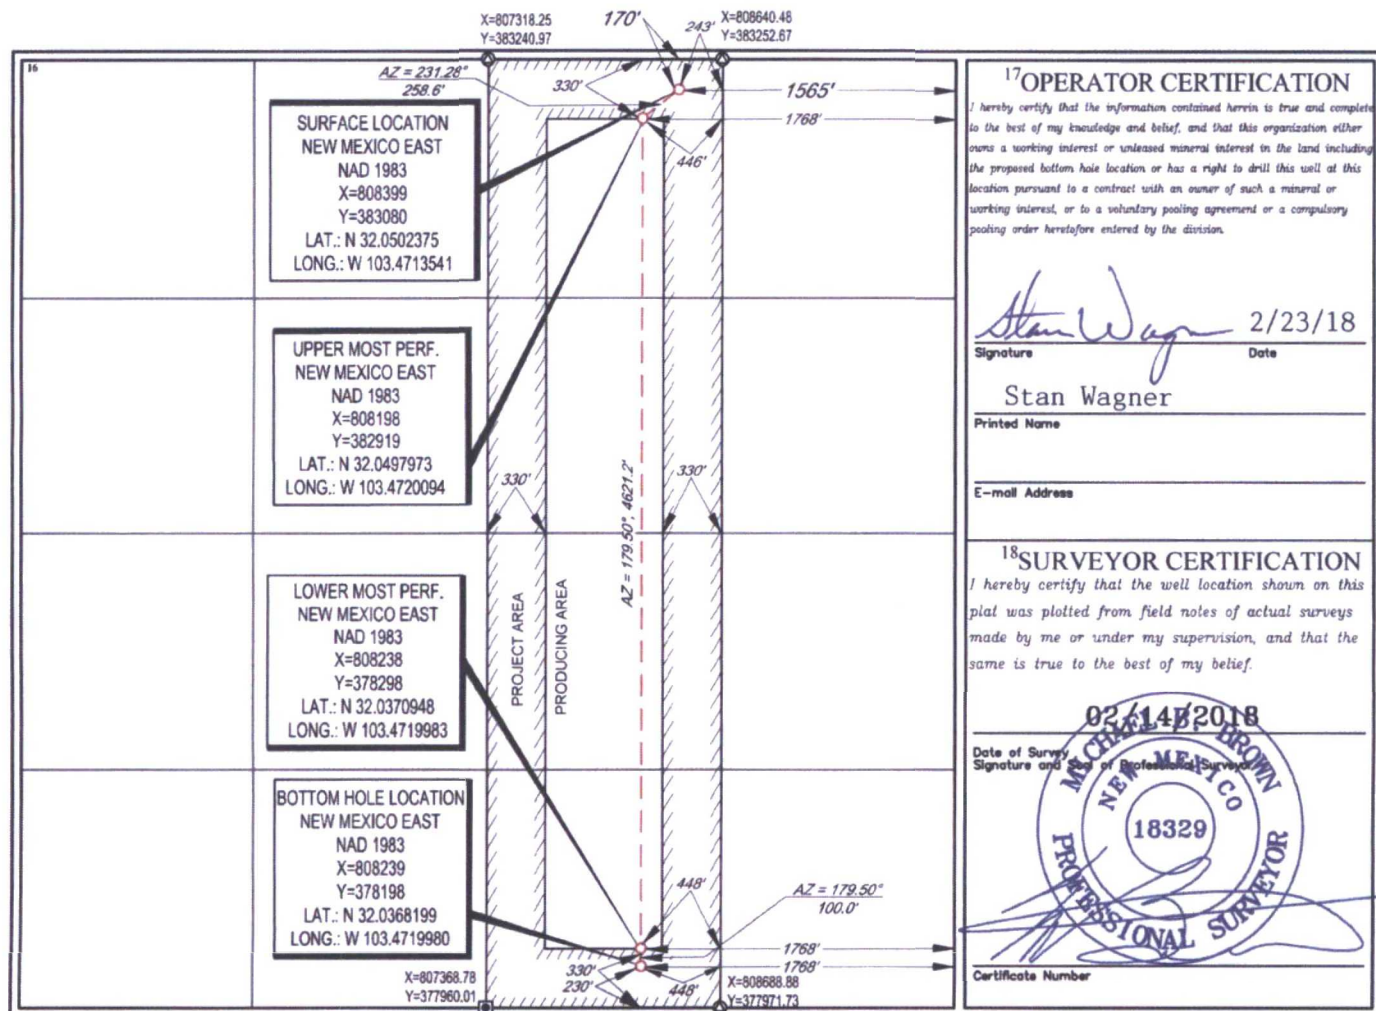 X=807318.25
Y=383240.97
170'
243'
X=808640.48
Y=383252.67
16
AZ = 231.28°
258.6'
330'
1565'
1768'
446'
SURFACE LOCATION
NEW MEXICO EAST
NAD 1983
X=808399
Y=383080
LAT.: N 32.0502375
LONG.: W 103.4713541
UPPER MOST PERF.
NEW MEXICO EAST
NAD 1983
X=808198
Y=382919
LAT.: N 32.0497973
LONG.: W 103.4720094
330'
330'
AZ = 179.50°, 4621.2'
PROJECT AREA
PRODUCING AREA
LOWER MOST PERF.
NEW MEXICO EAST
NAD 1983
X=808238
Y=378298
LAT.: N 32.0370948
LONG.: W 103.4719983
BOTTOM HOLE LOCATION
NEW MEXICO EAST
NAD 1983
X=808239
Y=378198
LAT.: N 32.0368199
LONG.: W 103.4719980
448'
AZ = 179.50°
100.0'
1768'
1768'
330'
230'
448'
X=807368.78
Y=377960.01
X=808688.88
Y=377971.73
17 OPERATOR CERTIFICATION
I hereby certify that the information contained herein is true and complete
to the best of my knowledge and belief, and that this organization either
owns a working interest or unleased mineral interest in the land including
the proposed bottom hole location or has a right to drill this well at this
location pursuant to a contract with an owner of such a mineral or
working interest, or to a voluntary pooling agreement or a compulsory
pooling order heretofore entered by the division.
Stan Wagner 2/23/18
Signature Date
Stan Wagner
Printed Name
E-mail Address
18 SURVEYOR CERTIFICATION
I hereby certify that the well location shown on this
plat was plotted from field notes of actual surveys
made by me or under my supervision, and that the
same is true to the best of my belief.
02/14/2018
Date of Survey
Signature and Seal of Professional Surveyor:
MICHAEL B. BROWN
NEW MEXICO
18329
PROFESSIONAL SURVEYOR
Certificate Number